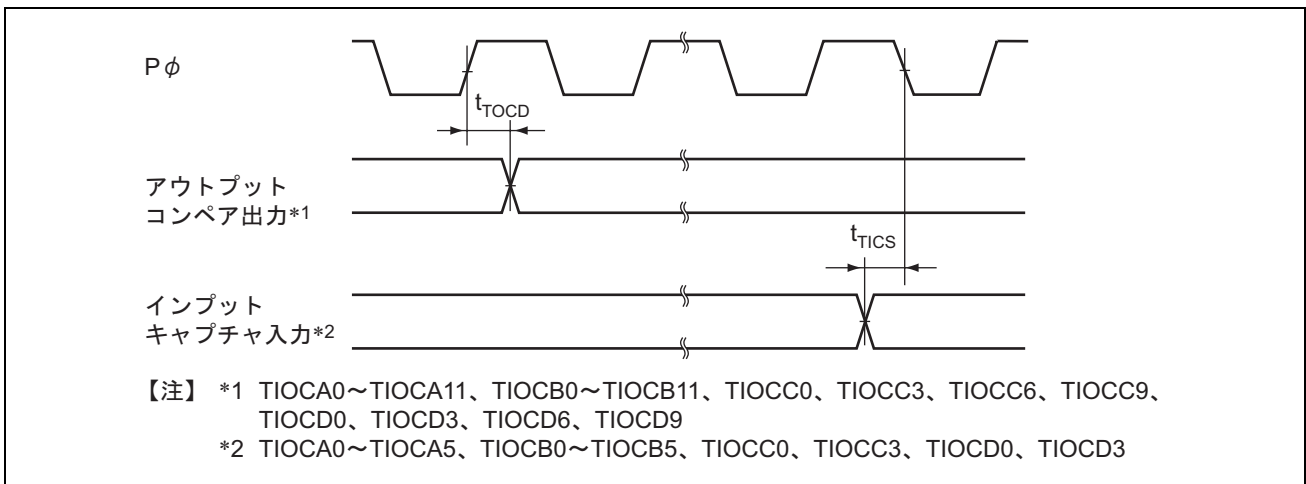 Pφ
tTOCD
アウトプット
コンペア出力*1
tTICS
インプット
キャプチャ入力*2
【注】 *1 TIOCA0～TIOCA11、TIOCB0～TIOCB11、TIOCC0、TIOCC3、TIOCC6、TIOCC9、
TIOCD0、TIOCD3、TIOCD6、TIOCD9
*2 TIOCA0～TIOCA5、TIOCB0～TIOCB5、TIOCC0、TIOCC3、TIOCD0、TIOCD3